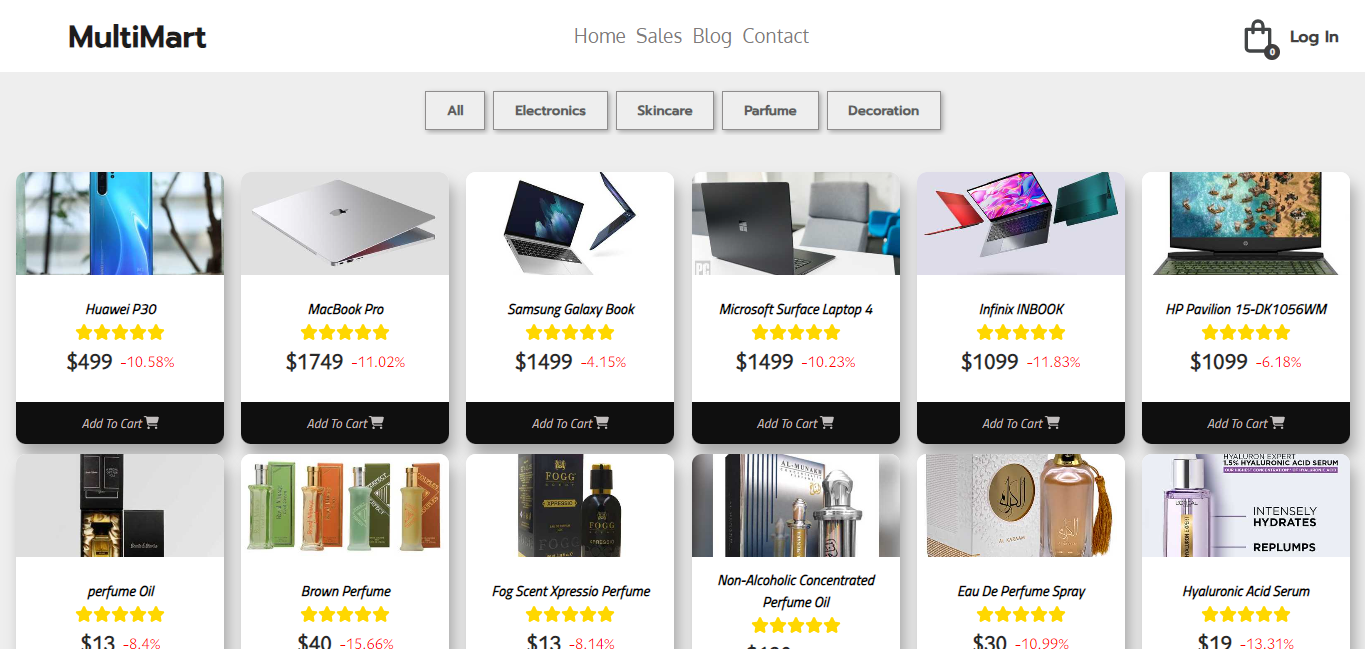 MultiMart
Home Sales Blog Contact
0
Log In
All
Electronics
Skincare
Parfume
Decoration
PC
Huawei P30
$499 -10.58%
Add To Cart
MacBook Pro
$1749 -11.02%
Add To Cart
Samsung Galaxy Book
$1499 -4.15%
Add To Cart
Microsoft Surface Laptop 4
$1499 -10.23%
Add To Cart
Infinix INBOOK
$1099 -11.83%
Add To Cart
HP Pavilion 15-DK1056WM
$1099 -6.18%
Add To Cart
perfume Oil
$13 -8.4%
Brown Perfume
$40 -15.66%
FOGG
XPRESSIO
FOGG
XPRESSIO
Fog Scent Xpressio Perfume
$13 -8.14%
AL-MUNAKH
Non-Alcoholic Concentrated
Perfume Oil
Eau De Perfume Spray
$30 -10.99%
HYALURON EXPERT
1.5% HYALURONIC ACID SERUM
INTENSELY
HYDRATES
REPLUMPS
Hyaluronic Acid Serum
$19 -13.31%